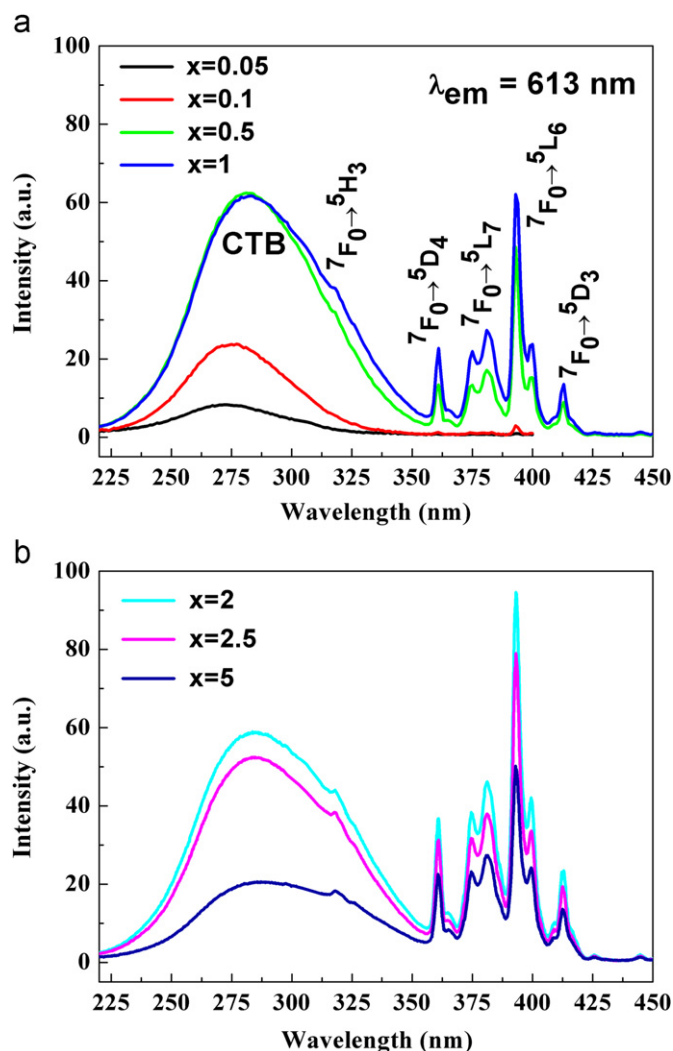 a
100
80
60
40
20
0
Intensity (a.u.)
x=0.05
x=0.1
x=0.5
x=1
λem = 613 nm
CTB
7F0→5H3
7F0→5D4
7F0→5L7
7F0→5L6
7F0→5D3
225 250 275 300 325 350 375 400 425 450
Wavelength (nm)
b
100
80
60
40
20
0
Intensity (a.u.)
x=2
x=2.5
x=5
225 250 275 300 325 350 375 400 425 450
Wavelength (nm)